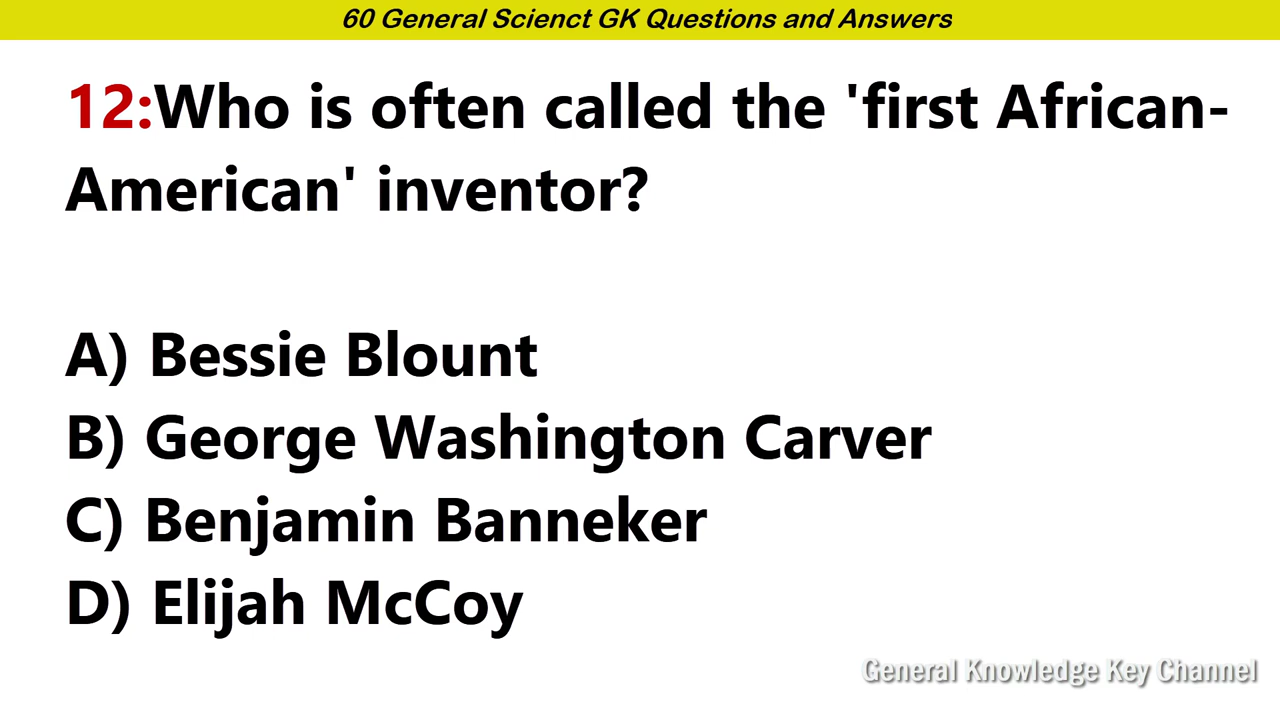 60 General Scienct GK Questions and Answers
12:Who is often called the 'first African-
American' inventor?
A) Bessie Blount
B) George Washington Carver
C) Benjamin Banneker
D) Elijah McCoy
General Knowledge Key Channel